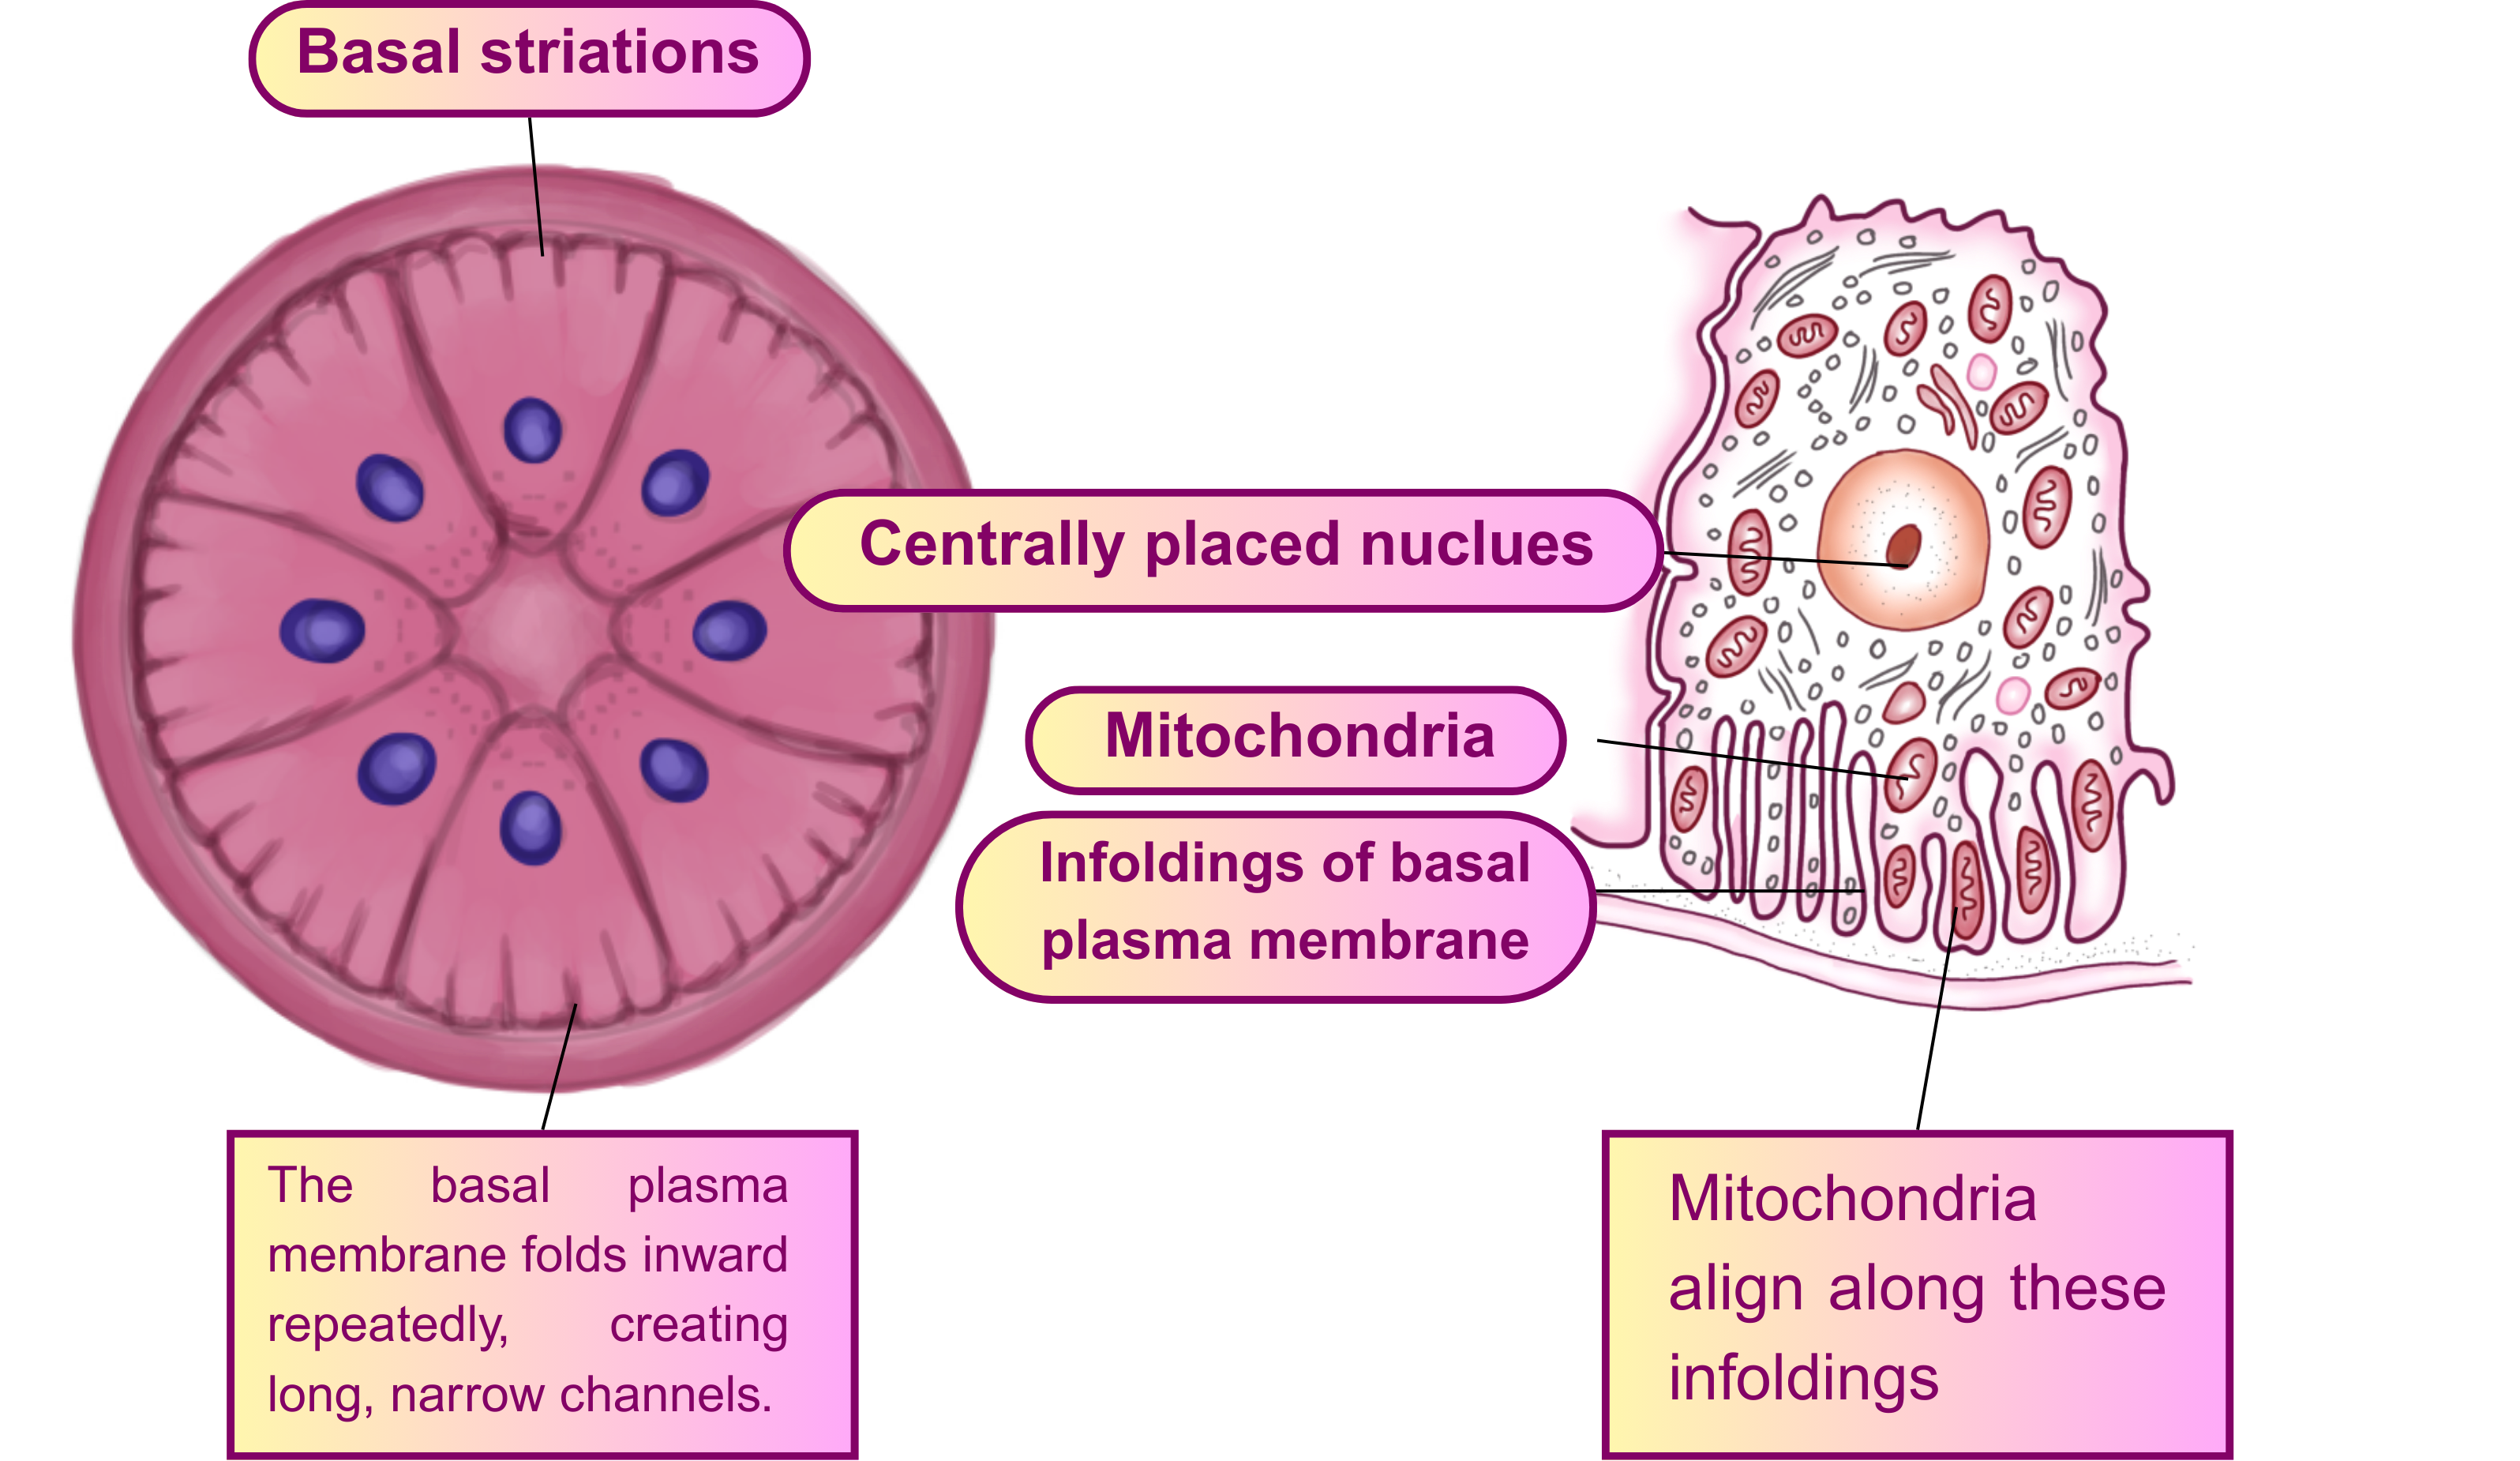 Basal striations
Centrally placed nuclues
Mitochondria
Infoldings of basal
plasma membrane
The basal plasma
membrane folds inward
repeatedly, creating
long, narrow channels.
Mitochondria
align along these
infoldings